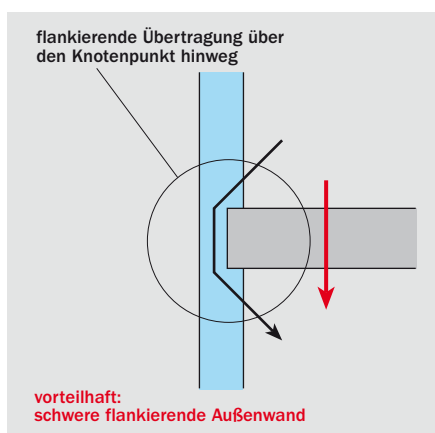 flankierende Übertragung über
den Knotenpunkt hinweg
vorteilhaft:
schwere flankierende Außenwand